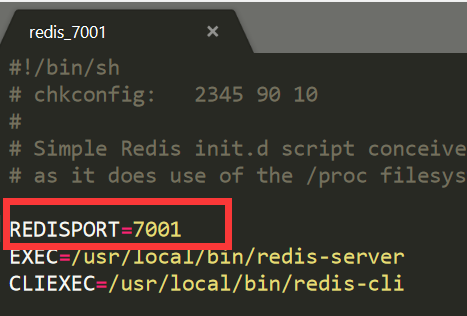 redis_7001 ×
#!/bin/sh
# chkconfig:   2345 90 10
#
# Simple Redis init.d script conceive
# as it does use of the /proc filesys
REDISPORT=7001
EXEC=/usr/local/bin/redis-server
CLIEXEC=/usr/local/bin/redis-cli